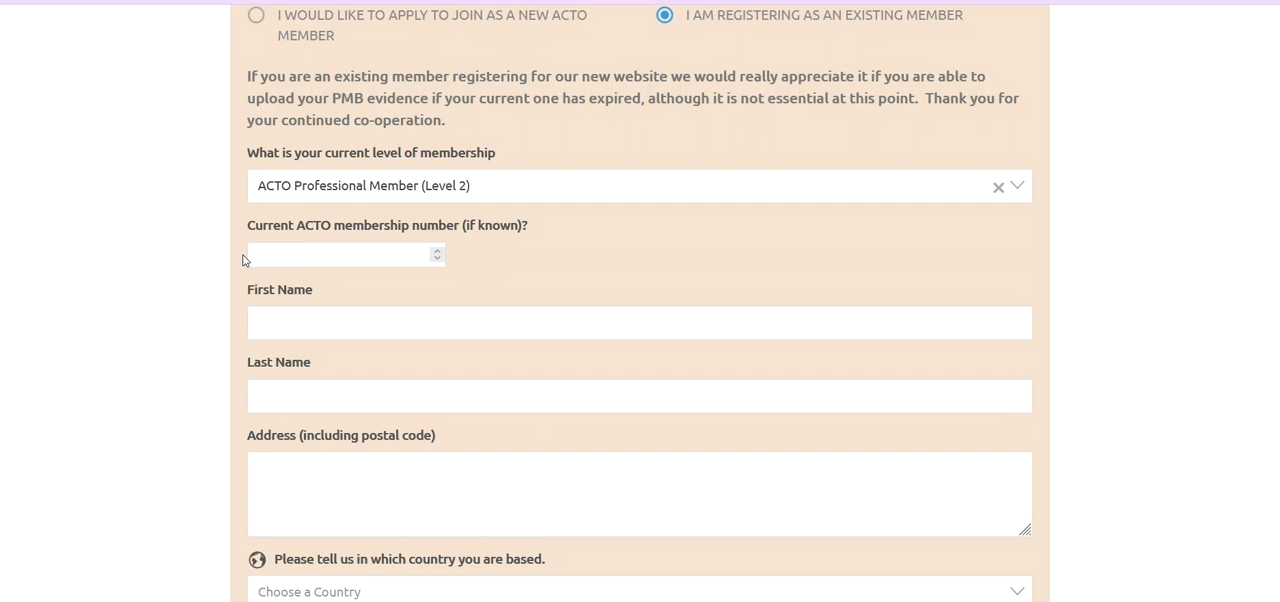 I WOULD LIKE TO APPLY TO JOIN AS A NEW ACTO
MEMBER
I AM REGISTERING AS AN EXISTING MEMBER
If you are an existing member registering for our new website we would really appreciate it if you are able to
upload your PMB evidence if your current one has expired, although it is not essential at this point.  Thank you for
your continued co-operation.
What is your current level of membership
ACTO Professional Member (Level 2)
Current ACTO membership number (if known)?
First Name
Last Name
Address (including postal code)
Please tell us in which country you are based.
Choose a Country